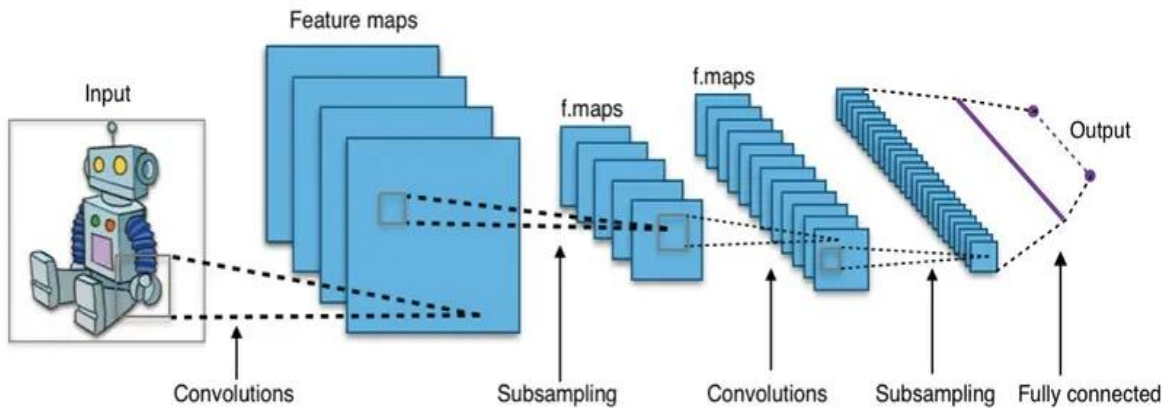 Feature maps
Input
f.maps
f.maps
Output
Convolutions
Subsampling
Convolutions
Subsampling
Fully connected